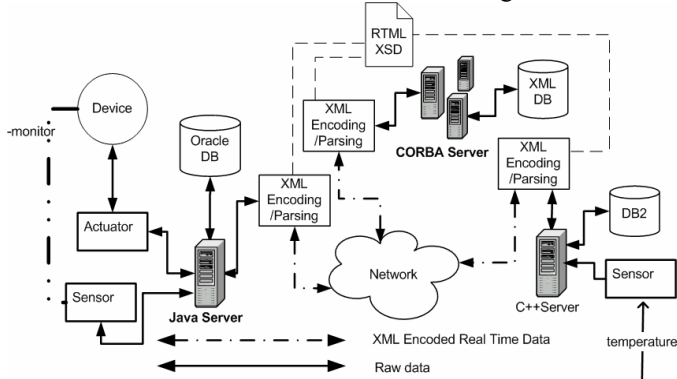 RTML
XSD
Device
-monitor
Oracle
DB
XML
Encoding
/Parsing
XML
DB
CORBA Server
XML
Encoding
/Parsing
XML
Encoding
/Parsing
DB2
Actuator
Network
Sensor
Sensor
Java Server
C++Server
XML Encoded Real Time Data
temperature
Raw data